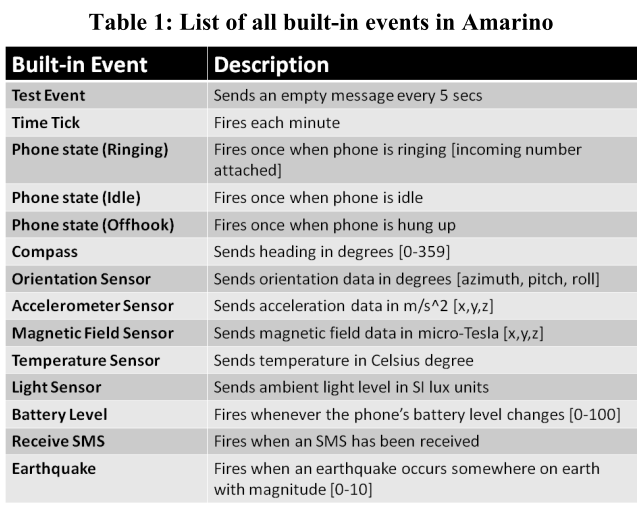 Table 1: List of all built-in events in Amarino
Built-in Event Description
Test Event Sends an empty message every 5 secs
Time Tick Fires each minute
Phone state (Ringing) Fires once when phone is ringing [incoming number
attached]
Phone state (Idle) Fires once when phone is idle
Phone state (Offhook) Fires once when phone is hung up
Compass Sends heading in degrees [0-359]
Orientation Sensor Sends orientation data in degrees [azimuth, pitch, roll]
Accelerometer Sensor Sends acceleration data in m/s^2 [x,y,z]
Magnetic Field Sensor Sends magnetic field data in micro-Tesla [x,y,z]
Temperature Sensor Sends temperature in Celsius degree
Light Sensor Sends ambient light level in SI lux units
Battery Level Fires whenever the phone's battery level changes [0-100]
Receive SMS Fires when an SMS has been received
Earthquake Fires when an earthquake occurs somewhere on earth
with magnitude [0-10]